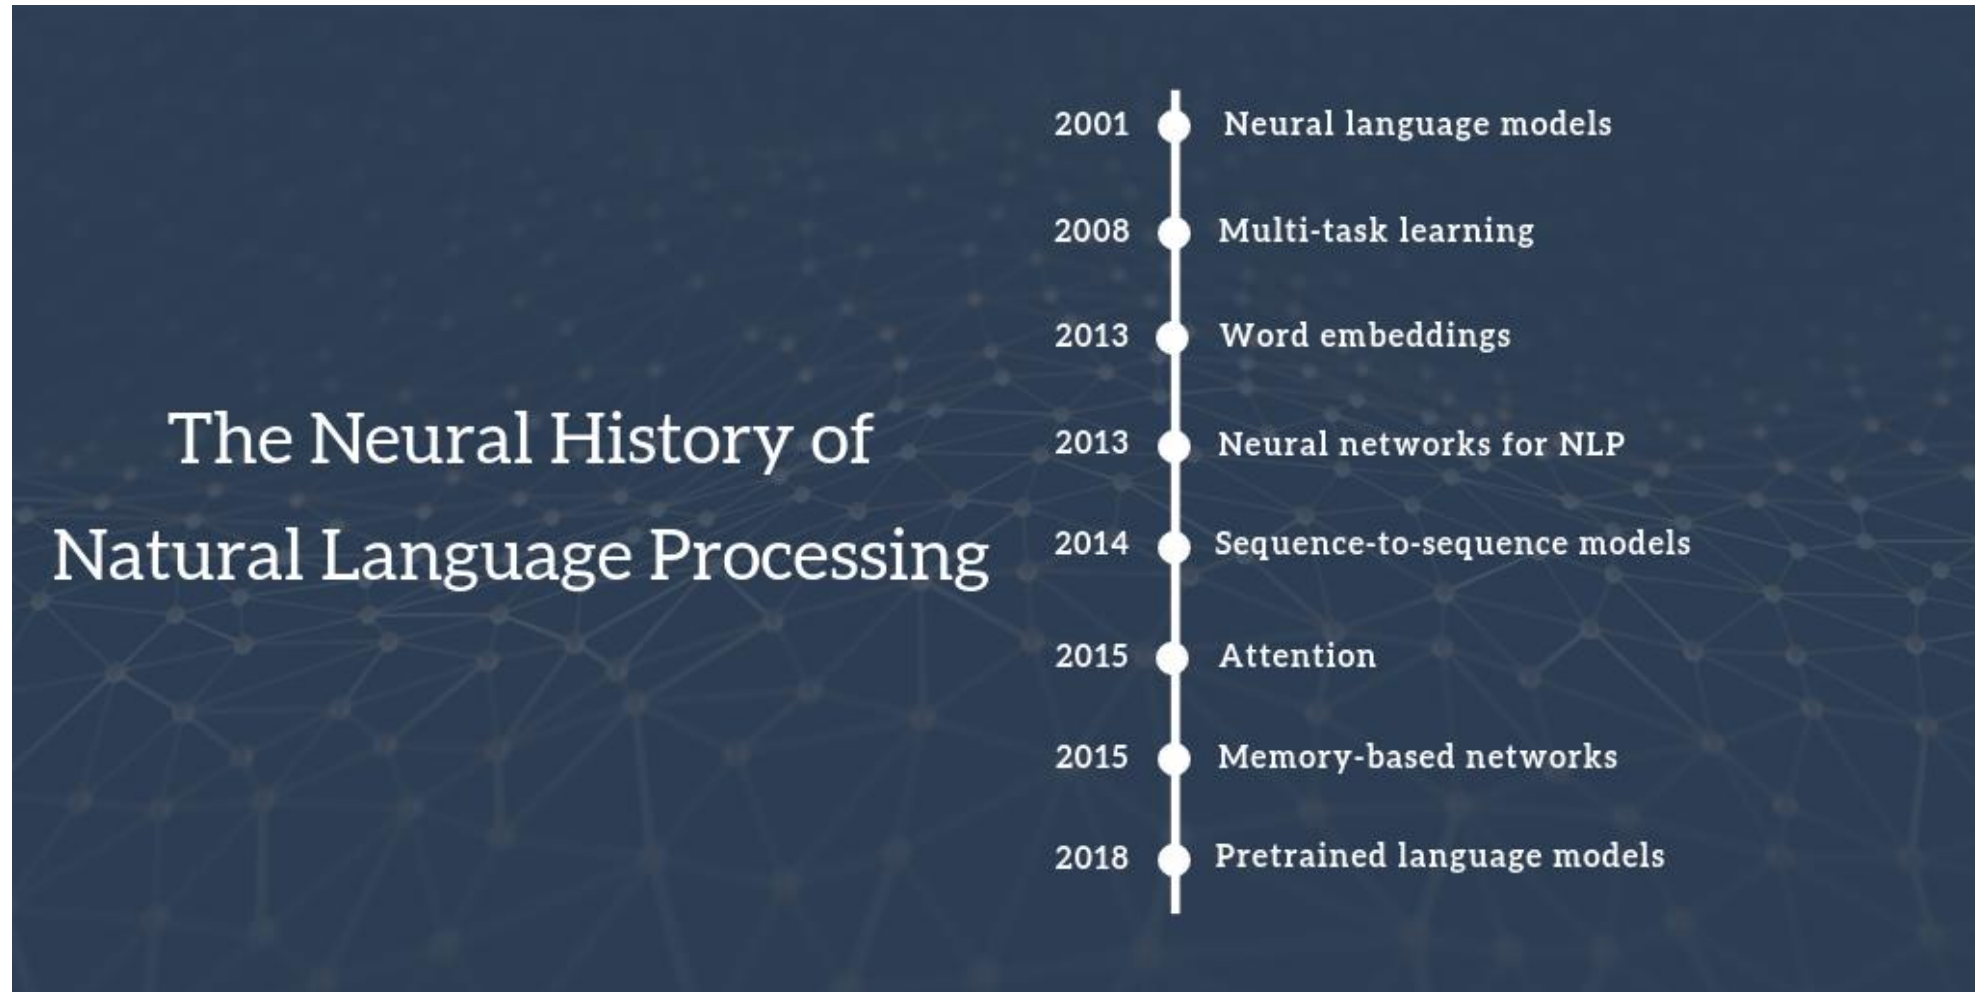 The Neural History of
Natural Language Processing
2001 Neural language models
2008 Multi-task learning
2013 Word embeddings
2013 Neural networks for NLP
2014 Sequence-to-sequence models
2015 Attention
2015 Memory-based networks
2018 Pretrained language models